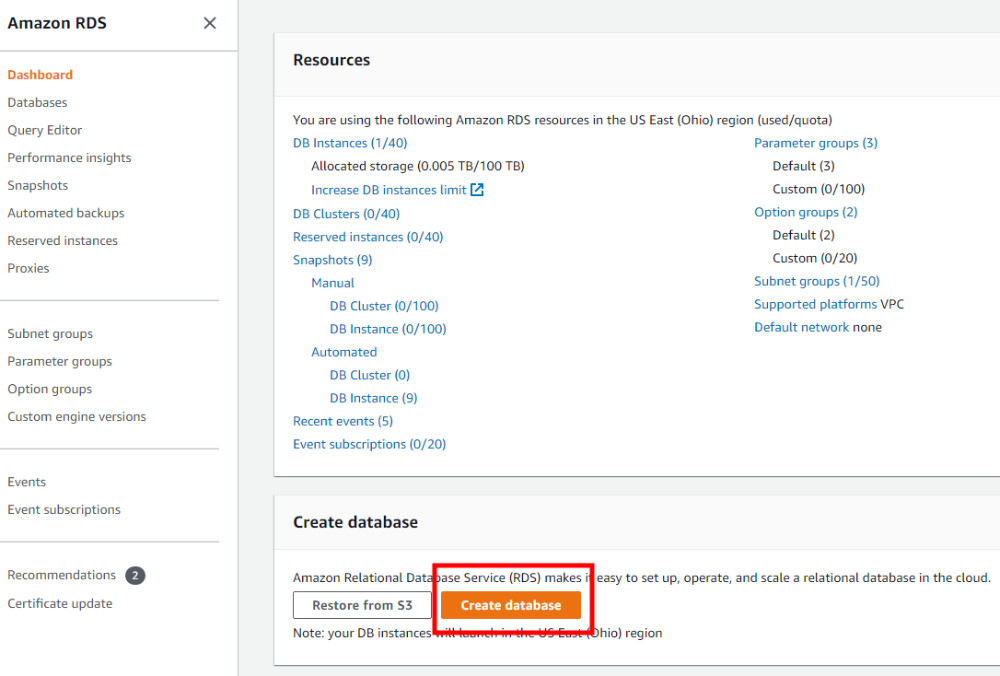 Amazon RDS
Dashboard
Databases
Query Editor
Performance insights
Snapshots
Automated backups
Reserved instances
Proxies
Subnet groups
Parameter groups
Option groups
Custom engine versions
Events
Event subscriptions
Recommendations 2
Certificate update
Resources
You are using the following Amazon RDS resources in the US East (Ohio) region (used/quota)
DB Instances (1/40)
Allocated storage (0.005 TB/100 TB)
Increase DB instances limit
DB Clusters (0/40)
Reserved instances (0/40)
Snapshots (9)
Manual
DB Cluster (0/100)
DB Instance (0/100)
Automated
DB Cluster (0)
DB Instance (9)
Recent events (5)
Event subscriptions (0/20)
Parameter groups (3)
Default (3)
Custom (0/100)
Option groups (2)
Default (2)
Custom (0/20)
Subnet groups (1/50)
Supported platforms VPC
Default network none
Create database
Amazon Relational Database Service (RDS) makes it easy to set up, operate, and scale a relational database in the cloud.
Restore from S3
Create database
Note: your DB instances will launch in the US East (Ohio) region